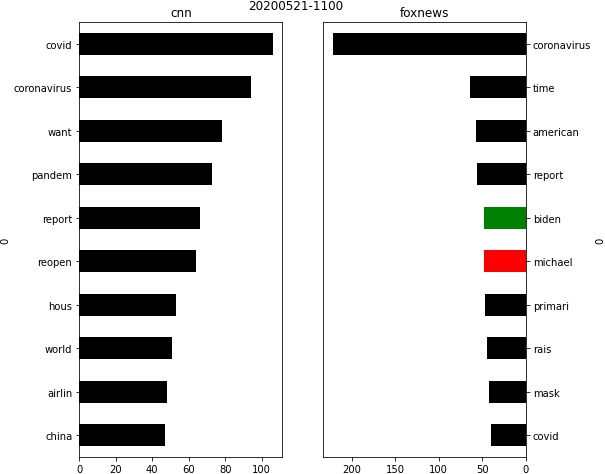 20200521-1100
cnn
foxnews
covid
coronavirus
want
pandem
report
reopen
hous
world
airlin
china
0
0 20 40 60 80 100
coronavirus
time
american
report
biden
michael
primari
rais
mask
covid
0
200 150 100 50 0